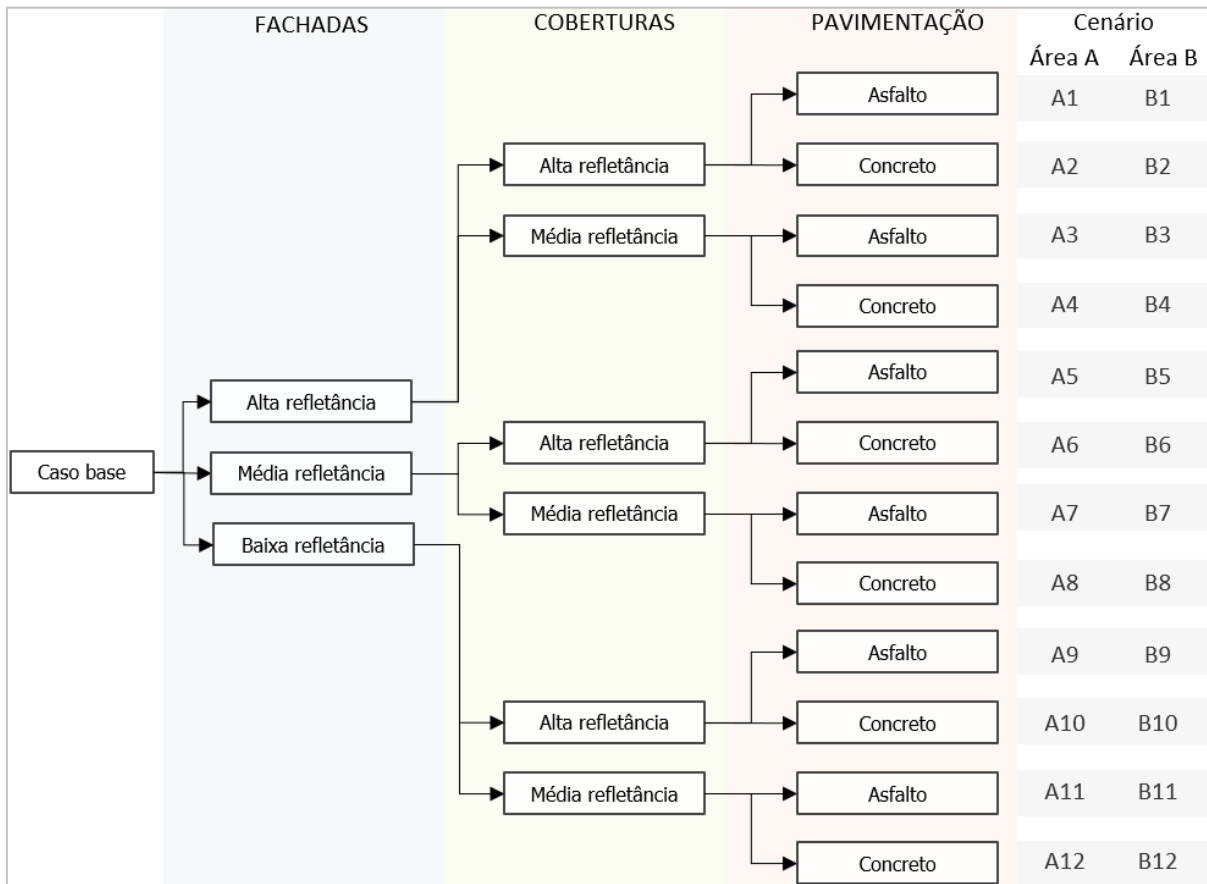 FACHADAS COBERTURAS PAVIMENTAÇÃO Cenário
Área A Área B
Asfalto A1 B1
Alta refletância Concreto A2 B2
Média refletância Asfalto A3 B3
Concreto A4 B4
Asfalto A5 B5
Alta refletância
Alta refletância Concreto A6 B6
Caso base Média refletância
Média refletância Asfalto A7 B7
Baixa refletância
Concreto A8 B8
Asfalto A9 B9
Alta refletância Concreto A10 B10
Média refletância Asfalto A11 B11
Concreto A12 B12